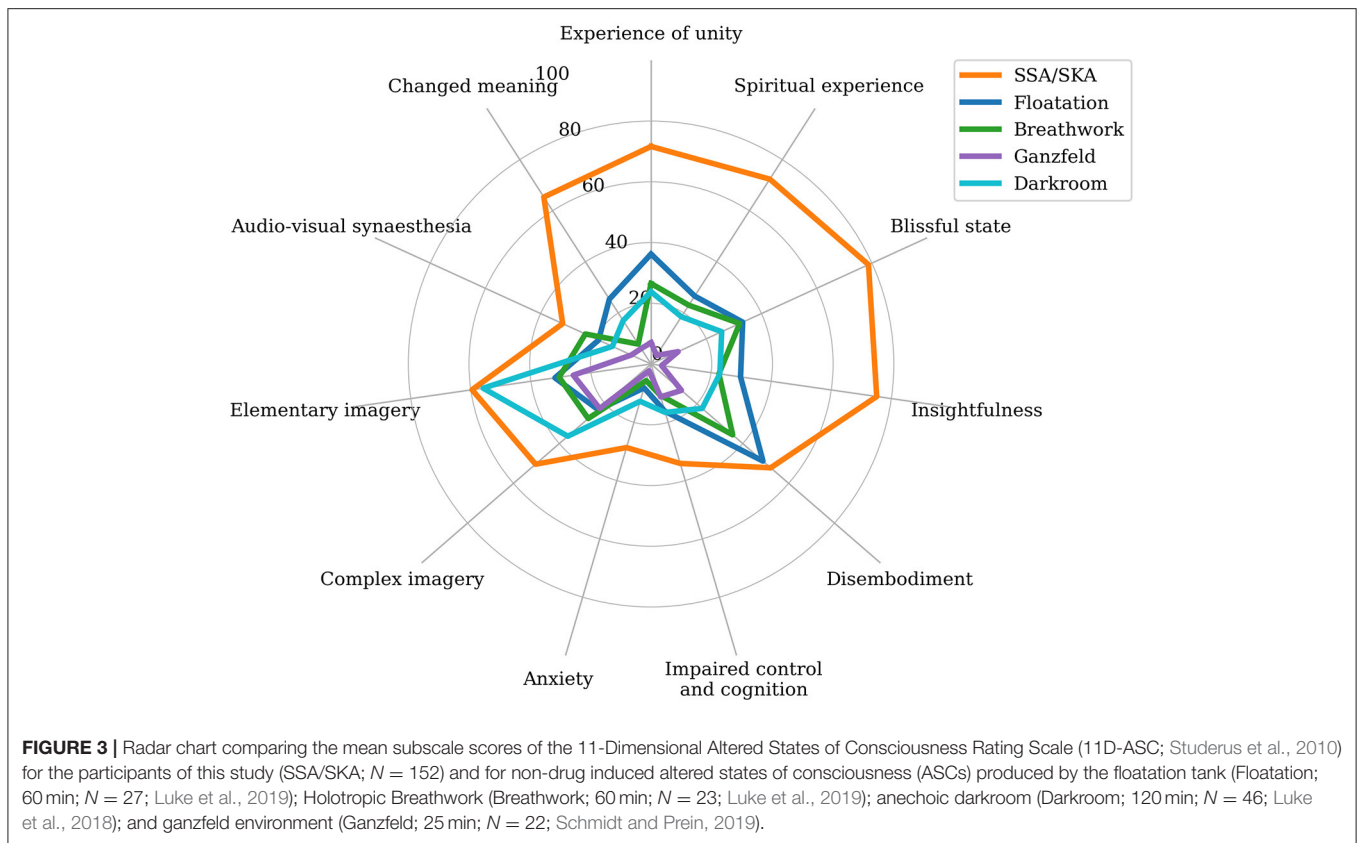 Experience of unity
100
Changed meaning
Spiritual experience
SSA/SKA
Floatation
Breathwork
Ganzfeld
Darkroom
80
60
Audio-visual synaesthesia
40
Blissful state
20
0
Elementary imagery
Insightfulness
Complex imagery
Disembodiment
Anxiety
Impaired control
and cognition
FIGURE 3 | Radar chart comparing the mean subscale scores of the 11-Dimensional Altered States of Consciousness Rating Scale (11D-ASC; Studerus et al., 2010)
for the participants of this study (SSA/SKA; N = 152) and for non-drug induced altered states of consciousness (ASCs) produced by the floatation tank (Floatation;
60 min; N = 27; Luke et al., 2019); Holotropic Breathwork (Breathwork; 60 min; N = 23; Luke et al., 2019); anechoic darkroom (Darkroom; 120 min; N = 46; Luke
et al., 2018); and ganzfeld environment (Ganzfeld; 25 min; N = 22; Schmidt and Prein, 2019).